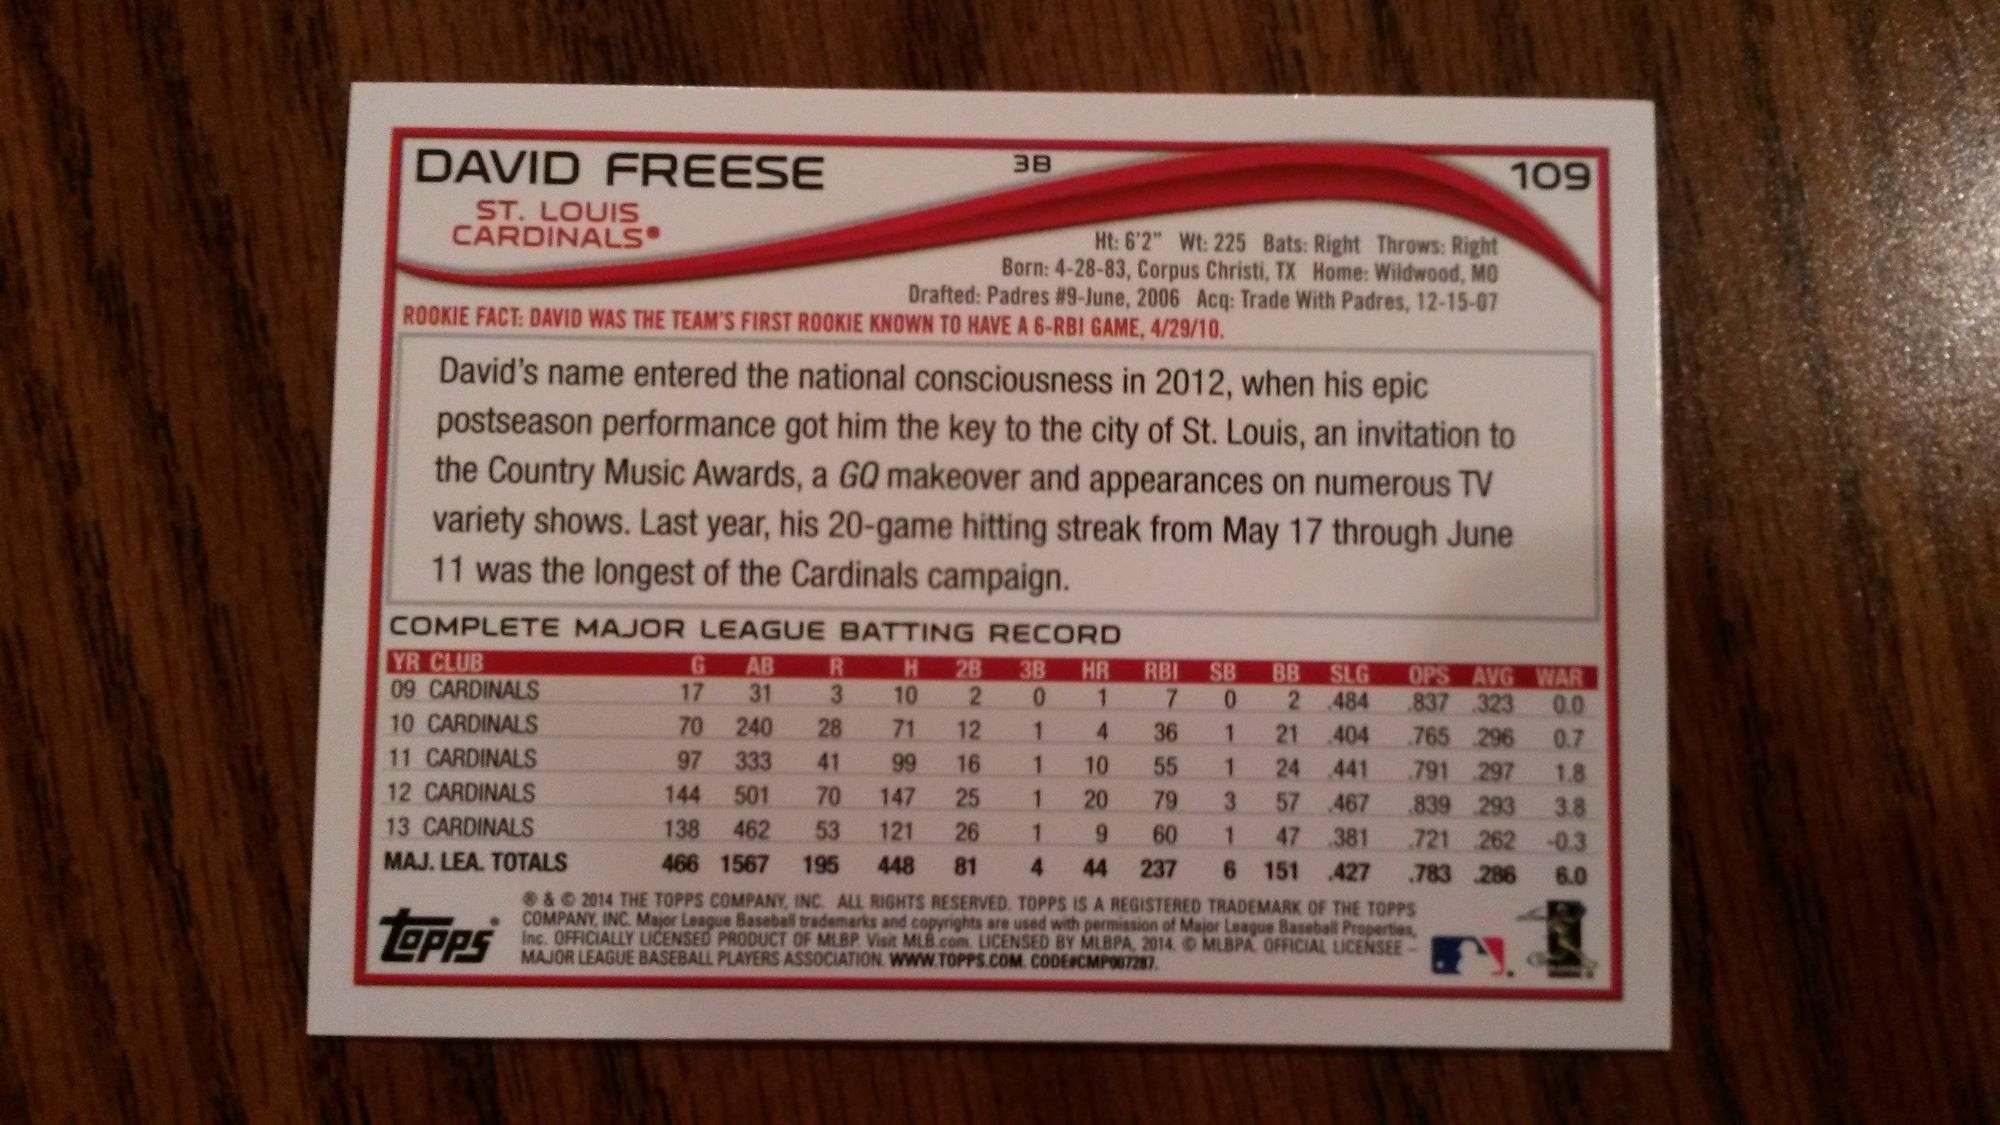 DAVID FREESE 3B 109
ST. LOUIS
CARDINALS®
Ht: 6'2" Wt: 225 Bats: Right Throws: Right
Born: 4-28-83, Corpus Christi, TX Home: Wildwood, MO
Drafted: Padres #9-June, 2006 Acq: Trade With Padres, 12-15-07
ROOKIE FACT: DAVID WAS THE TEAM'S FIRST ROOKIE KNOWN TO HAVE A 6-RBI GAME, 4/29/10.
David's name entered the national consciousness in 2012, when his epic
postseason performance got him the key to the city of St. Louis, an invitation to
the Country Music Awards, a GQ makeover and appearances on numerous TV
variety shows. Last year, his 20-game hitting streak from May 17 through June
11 was the longest of the Cardinals campaign.
COMPLETE MAJOR LEAGUE BATTING RECORD
YR CLUB G AB R H 2B 3B HR RBI SB BB SLG OPS AVG WAR
09 CARDINALS 17 31 3 10 2 0 1 7 0 2 .484 .837 .323 0.0
10 CARDINALS 70 240 28 71 12 1 4 36 1 21 .404 .765 .296 0.7
11 CARDINALS 97 333 41 99 16 1 10 55 1 24 .441 .791 .297 1.8
12 CARDINALS 144 501 70 147 25 1 20 79 3 57 .467 .839 .293 3.8
13 CARDINALS 138 462 53 121 26 1 9 60 1 47 .381 .721 .262 -0.3
MAJ. LEA. TOTALS 466 1567 195 448 81 4 44 237 6 151 .427 .783 .286 6.0
® & © 2014 THE TOPPS COMPANY, INC. ALL RIGHTS RESERVED. TOPPS IS A REGISTERED TRADEMARK OF THE TOPPS
COMPANY, INC. Major League Baseball trademarks and copyrights are used with permission of Major League Baseball Properties,
Inc. OFFICIALLY LICENSED PRODUCT OF MLBP. Visit MLB.com. LICENSED BY MLBPA, 2014. © MLBPA. OFFICIAL LICENSEE –
MAJOR LEAGUE BASEBALL PLAYERS ASSOCIATION. WWW.TOPPS.COM. CODE#CMP007287.
Topps®